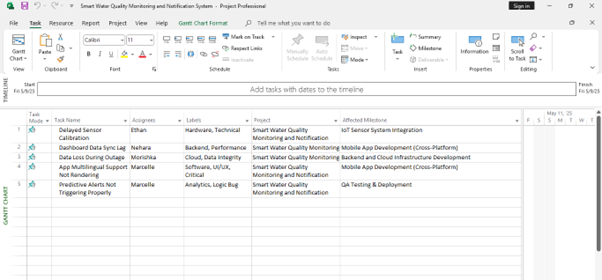 Smart Water Quality Monitoring and Notification System - Project Professional
Sign in
File Task Resource Report Project View Help Gantt Chart Format Tell me what you want to do
Gantt Chart
Paste
Calibri 11
B I U
Mark on Track
Respect Links
Inactivate
Manually Schedule
Auto Schedule
Inspect
Move
Mode
Task
Summary
Milestone
Deliverable
Information
Scroll to Task
View Clipboard Font Schedule Tasks Insert Properties Editing
TIMELINE
Start
Fri 5/9/25
Add tasks with dates to the timeline
Finish
Fri 5/9/25
GANTT CHART
Task Mode Task Name Assignees Labels Project Affected Milestone
May 11, '25
F S S M T W T
1 Delayed Sensor Calibration Ethan Hardware, Technical Smart Water Quality Monitoring and Notification IoT Sensor System Integration
2 Dashboard Data Sync Lag Nehara Backend, Performance Smart Water Quality Monitoring Mobile App Development (Cross-Platform)
3 Data Loss During Outage Morishka Cloud, Data Integrity Smart Water Quality Monitoring Backend and Cloud Infrastructure Development
4 App Multilingual Support Not Rendering Marcelle Software, UI/UX, Critical Smart Water Quality Monitoring and Notification Mobile App Development (Cross-Platform)
5 Predictive Alerts Not Triggering Properly Marcelle Analytics, Logic Bug Smart Water Quality Monitoring and Notification QA Testing & Deployment